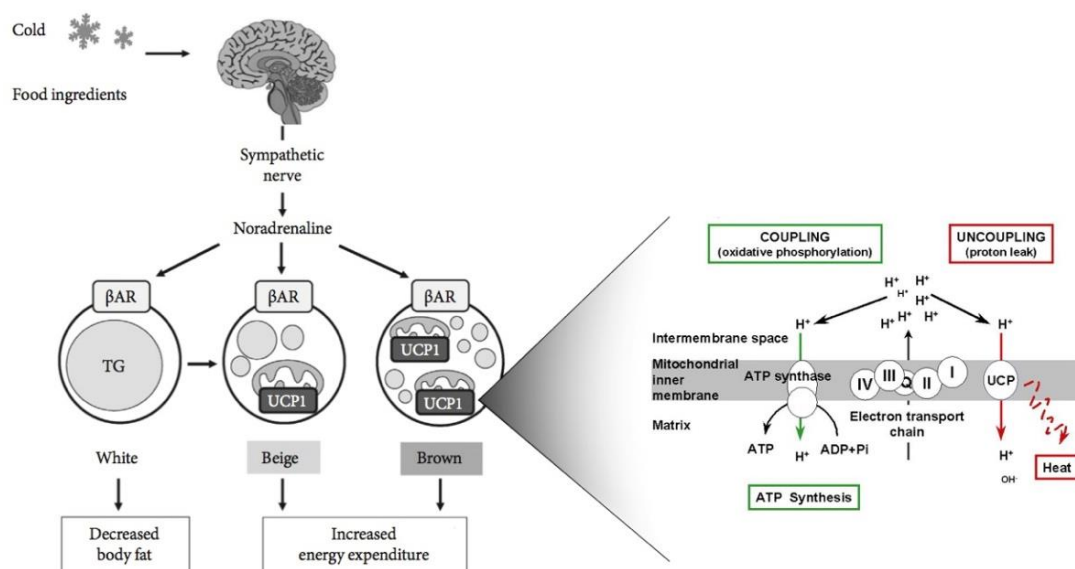 Cold
Food ingredients
Sympathetic
nerve
Noradrenaline
βAR
βAR
βAR
TG
UCP1
UCP1
UCP1
White
Beige
Brown
Decreased
body fat
Increased
energy expenditure
COUPLING
(oxidative phosphorylation)
UNCOUPLING
(proton leak)
H⁺
H⁺
H⁺
H⁺
H⁺
H⁺
H⁺
H⁺
H⁺
Intermembrane space
Mitochondrial
inner
membrane
Matrix
ATP synthase
IV
III
Q
II
I
UCP
Electron transport
chain
ATP
H⁺
ADP+Pi
H⁺
OH⁻
Heat
ATP Synthesis